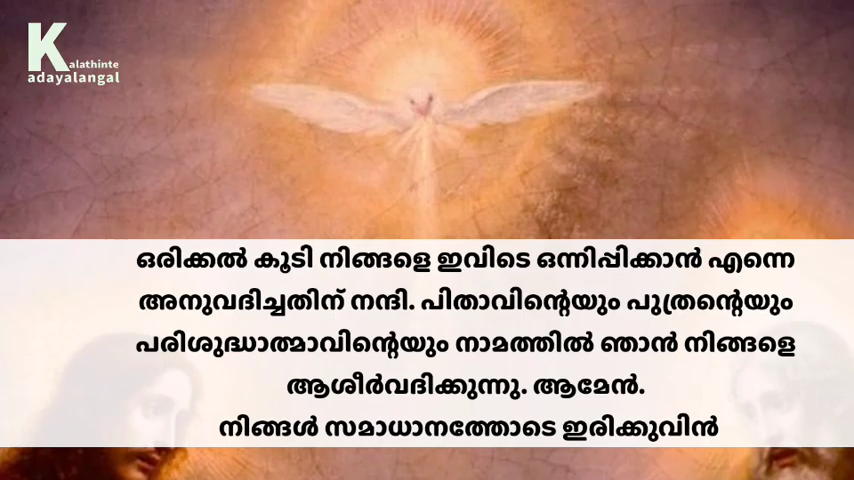 Kalathinte
adayalangal
ഒരിക്കൽ കൂടി നിങ്ങളെ ഇവിടെ ഒന്നിപ്പിക്കാൻ എന്നെ
അനുവദിച്ചതിന് നന്ദി. പിതാവിന്റെയും പുത്രന്റെയും
പരിശുദ്ധാത്മാവിന്റെയും നാമത്തിൽ ഞാൻ നിങ്ങളെ
ആശീർവദിക്കുന്നു. ആമേൻ.
നിങ്ങൾ സമാധാനത്തോടെ ഇരിക്കുവിൻ